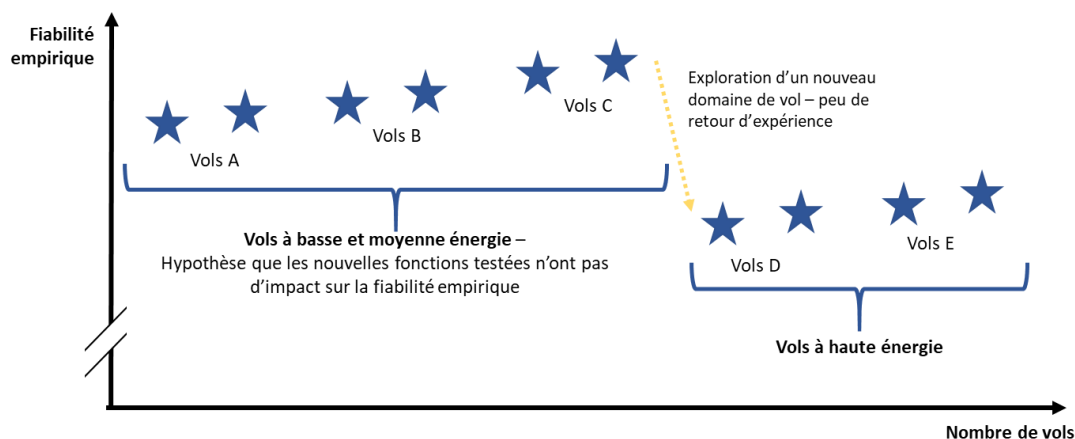 Fiabilité
empirique
Vols A
Vols B
Vols C
Exploration d’un nouveau
domaine de vol – peu de
retour d’expérience
Vols à basse et moyenne énergie –
Hypothèse que les nouvelles fonctions testées n’ont pas
d’impact sur la fiabilité empirique
Vols D
Vols E
Vols à haute énergie
Nombre de vols